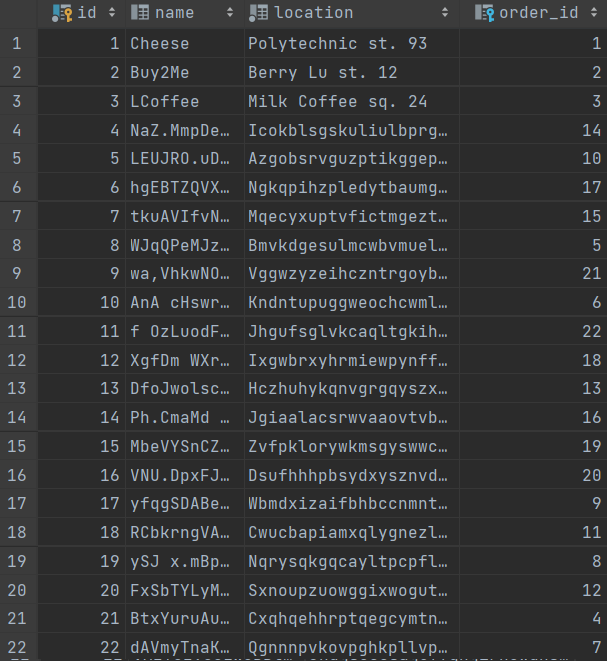 id name location order_id
1 1 Cheese Polytechnic st. 93 1
2 2 Buy2Me Berry Lu st. 12 2
3 3 LCoffee Milk Coffee sq. 24 3
4 4 NaZ.MmpDe… Icokblsgskuliulbprg… 14
5 5 LEUJRO.uD… Azgobsrvguzptikggep… 10
6 6 hgEBTZQVX… Ngkqpihzpledytbaumg… 17
7 7 tkuAVIfvN… Mqecyxuptvfictmgezt… 15
8 8 WJqQPeMJz… Bmvkdgesulmcwbvmuel… 5
9 9 wa,VhkwNO… Vggwzyzeihczntrgoyb… 21
10 10 AnA cHswr… Kndntupuggweochcwml… 6
11 11 f OzLuodF… Jhgufsglvkcaqltgkih… 22
12 12 XgfDm WXr… Ixgwbrxyhrmiewpynff… 18
13 13 DfoJwolsc… Hczhuhykqnvgrgqyszx… 13
14 14 Ph.CmaMd … Jgiaalacsrwvaaovtvb… 16
15 15 MbeVYSnCZ… Zvfpklorywkmsgyswwc… 19
16 16 VNU.DpxFJ… Dsufhhhpbsydxysznvd… 20
17 17 yfqgSDABe… Wbmdxizaifbhbccnmnt… 9
18 18 RCbkrngVA… Cwucbapiamxqlygnezl… 11
19 19 ySJ x.mBp… Nqrysqkgqcayltpcpfl… 8
20 20 FxSbTYLyM… Sxnoupzuowggixwogut… 12
21 21 BtxYuruAu… Cxqhqehhrptqegcymtn… 4
22 22 dAVmyTnaK… Qgnnnpvkovpghkpllvp… 7